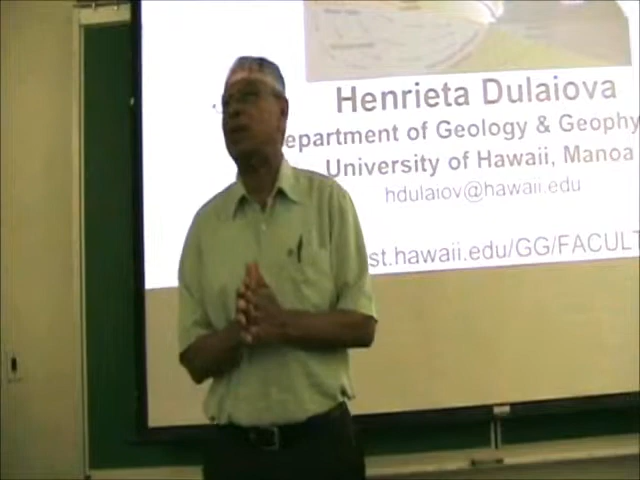 Henrieta Dulaiova
epartment of Geology & Geophy
University of Hawaii, Manoa
hdulaiov@hawaii.edu
st.hawaii.edu/GG/FACULT